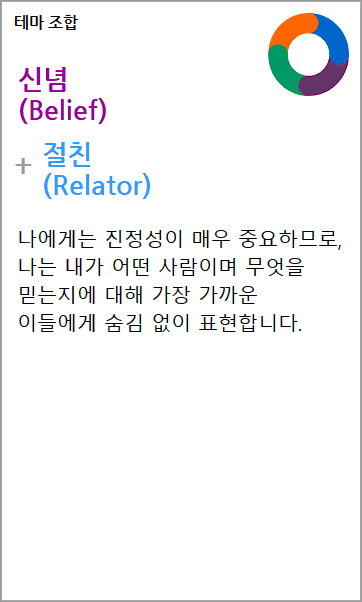 테마 조합
신념
(Belief)
+ 절친
(Relator)
나에게는 진정성이 매우 중요하므로,
나는 내가 어떤 사람이며 무엇을
믿는지에 대해 가장 가까운
이들에게 숨김 없이 표현합니다.